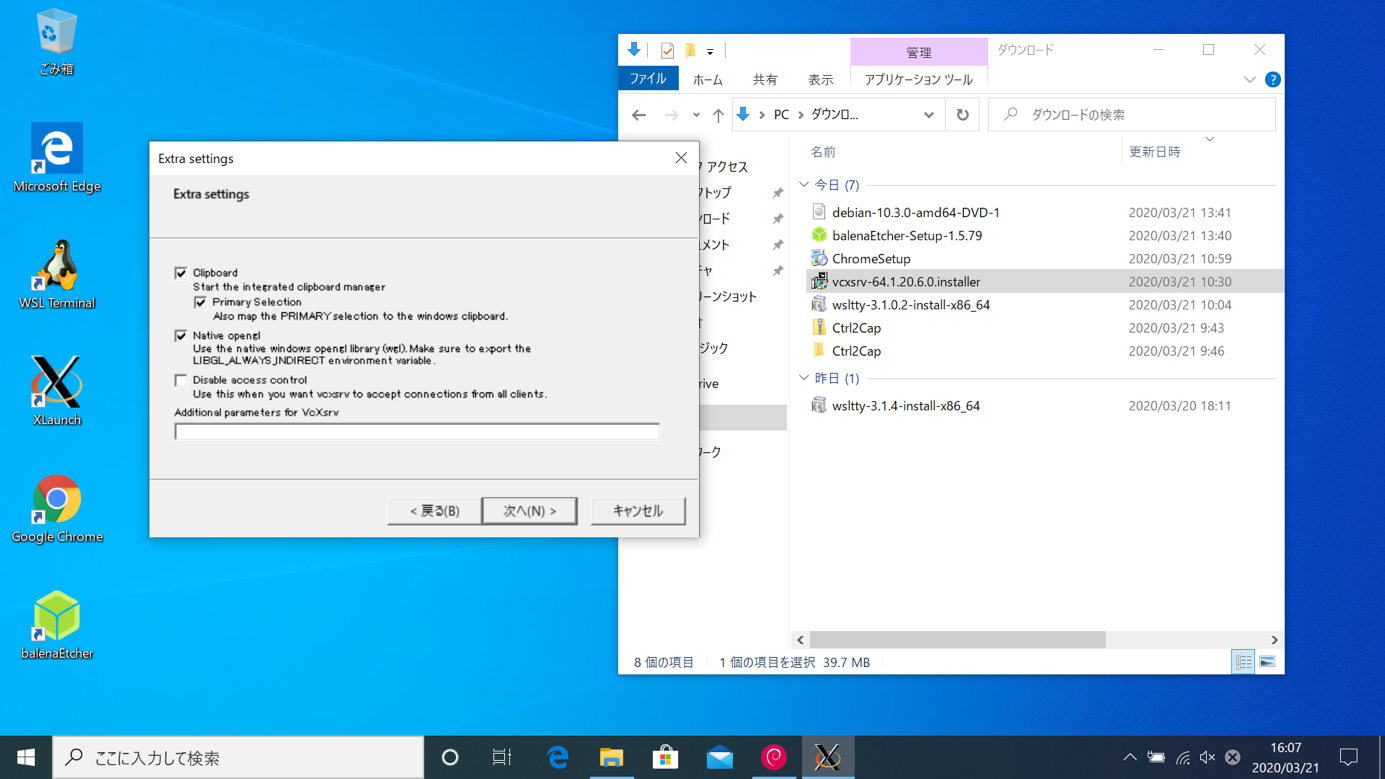 ごみ箱
Microsoft Edge
WSL Terminal
XLaunch
Google Chrome
balenaEtcher
Extra settings
Extra settings
Clipboard
Start the integrated clipboard manager
Primary Selection
Also map the PRIMARY selection to the windows clipboard.
Native opengl
Use the native windows opengl library (wgl). Make sure to export the
LIBGL_ALWAYS_INDIRECT environment variable.
Disable access control
Use this when you want vcxsrv to accept connections from all clients.
Additional parameters for VcXsrv
< 戻る(B)
次へ(N) >
キャンセル
管理
ダウンロード
ファイル
ホーム
共有
表示
アプリケーション ツール
PC
ダウンロ...
ダウンロードの検索
アクセス
トップ
ンロード
ュメント
チャ
リーンショット
ジック
rive
ワーク
名前
更新日時
今日 (7)
debian-10.3.0-amd64-DVD-1 2020/03/21 13:41
balenaEtcher-Setup-1.5.79 2020/03/21 13:40
ChromeSetup 2020/03/21 10:59
vcxsrv-64.1.20.6.0.installer 2020/03/21 10:30
wsltty-3.1.0.2-install-x86_64 2020/03/21 10:04
Ctrl2Cap 2020/03/21 9:43
Ctrl2Cap 2020/03/21 9:46
昨日 (1)
wsltty-3.1.4-install-x86_64 2020/03/20 18:11
8 個の項目
1 個の項目を選択 39.7 MB
ここに入力して検索
16:07
2020/03/21